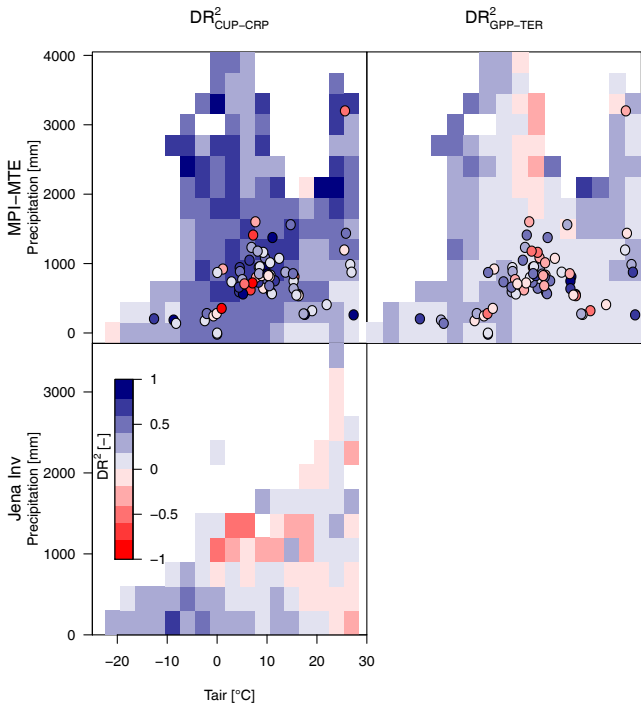 DR²CUP−CRP
DR²GPP−TER
MPI−MTE
Precipitation [mm]
4000
3000
2000
1000
0
Jena Inv
Precipitation [mm]
3000
2000
1000
0
DR² [−]
1
0.5
0
−0.5
−1
−20
−10
0
10
20
30
Tair [°C]